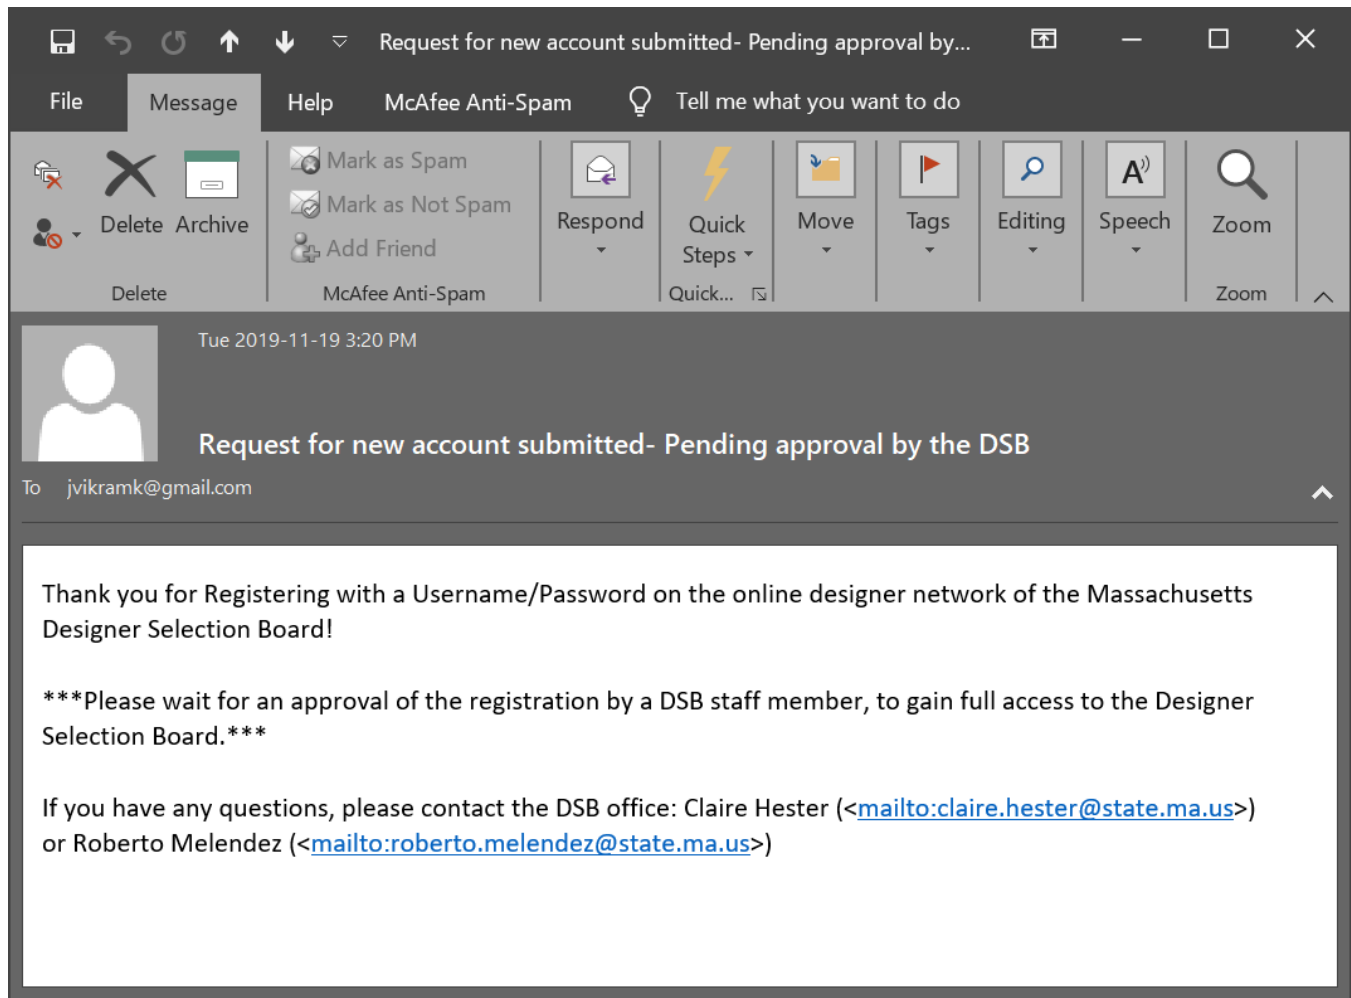 Request for new account submitted- Pending approval by...
File Message Help McAfee Anti-Spam Tell me what you want to do
Mark as Spam
Mark as Not Spam
Add Friend
Delete Archive
Respond
Quick
Steps
Move
Tags
Editing
A
Speech
Zoom
Delete McAfee Anti-Spam Quick... Zoom
Tue 2019-11-19 3:20 PM
Request for new account submitted- Pending approval by the DSB
To jvikramk@gmail.com
Thank you for Registering with a Username/Password on the online designer network of the Massachusetts
Designer Selection Board!
***Please wait for an approval of the registration by a DSB staff member, to gain full access to the Designer
Selection Board.***
If you have any questions, please contact the DSB office: Claire Hester (<mailto:claire.hester@state.ma.us>)
or Roberto Melendez (<mailto:roberto.melendez@state.ma.us>)